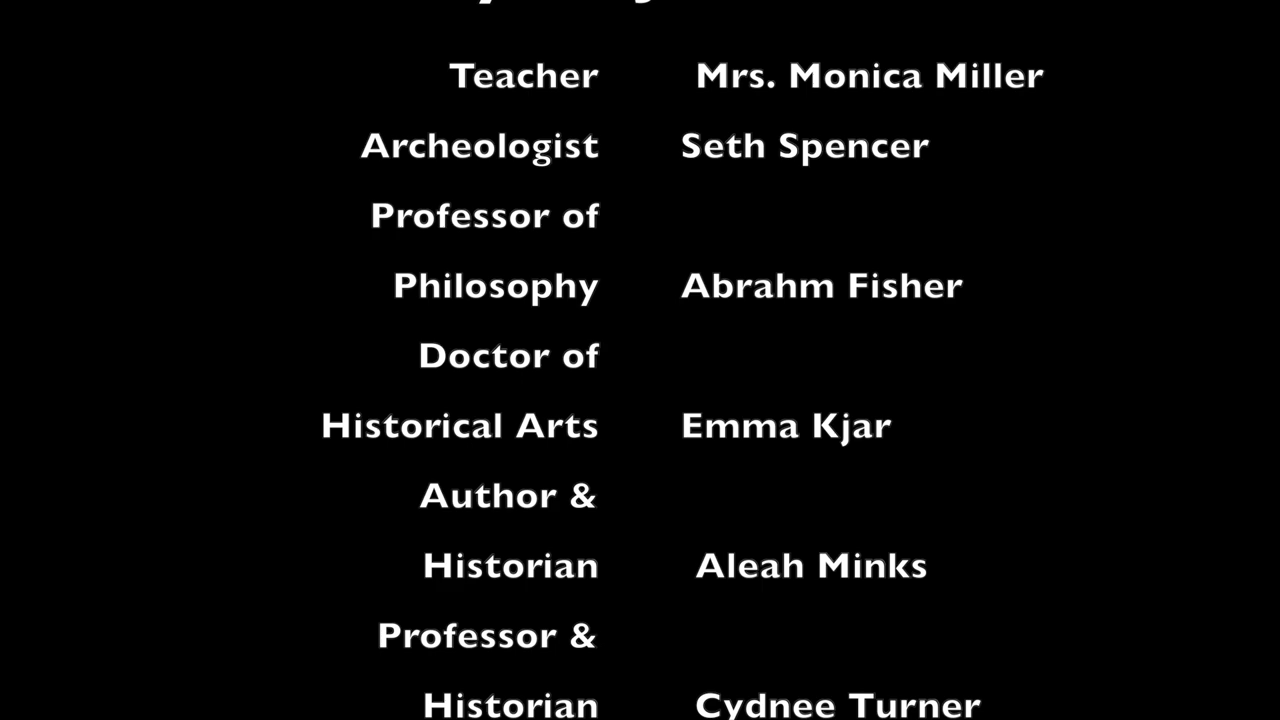 Teacher Mrs. Monica Miller
Archeologist Seth Spencer
Professor of
Philosophy Abrahm Fisher
Doctor of
Historical Arts Emma Kjar
Author &
Historian Aleah Minks
Professor &
Historian Cydnee Turner